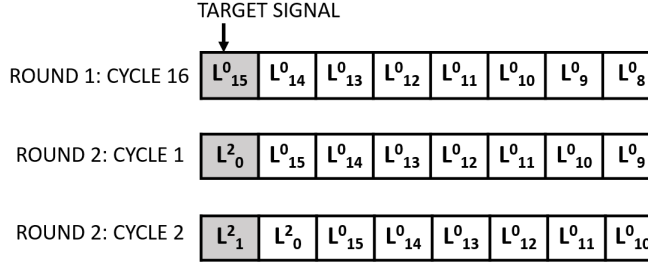 TARGET SIGNAL
ROUND 1: CYCLE 16 L⁰₁₅ L⁰₁₄ L⁰₁₃ L⁰₁₂ L⁰₁₁ L⁰₁₀ L⁰₉ L⁰₈
ROUND 2: CYCLE 1 L²₀ L⁰₁₅ L⁰₁₄ L⁰₁₃ L⁰₁₂ L⁰₁₁ L⁰₁₀ L⁰₉
ROUND 2: CYCLE 2 L²₁ L²₀ L⁰₁₅ L⁰₁₄ L⁰₁₃ L⁰₁₂ L⁰₁₁ L⁰₁₀